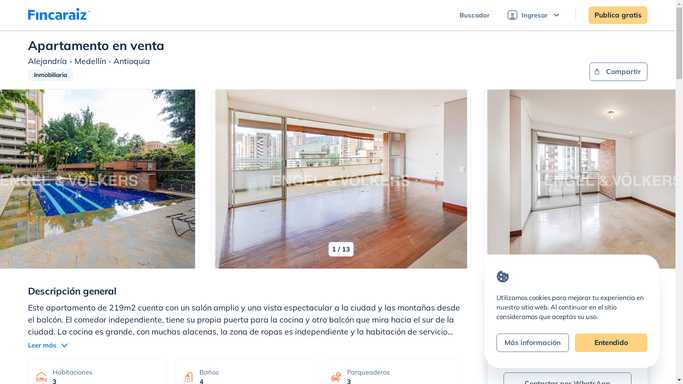 Fincaraiz
Buscador
Ingresar
Publica gratis
Apartamento en venta
Alejandría - Medellín - Antioquia
Inmobiliaria
Compartir
ENGEL & VÖLKERS
ENGEL & VÖLKERS
ENGEL & VÖLKERS
1 / 13
Descripción general
Este apartamento de 219m2 cuenta con un salón amplio y una vista espectacular a la ciudad y las montañas desde
el balcón. El comedor independiente, tiene su propia puerta para la cocina y otro balcón que mira hacia el sur de la
ciudad. La cocina es grande, con muchas alacenas, la zona de ropas es independiente y la habitación de servicio...
Leer más
Habitaciones
3
Baños
4
Parqueaderos
3
Utilizamos cookies para mejorar tu experiencia en
nuestro sitio web. Al continuar en el sitio
consideramos que aceptas su uso.
Más información
Entendido
Contactar por WhatsApp